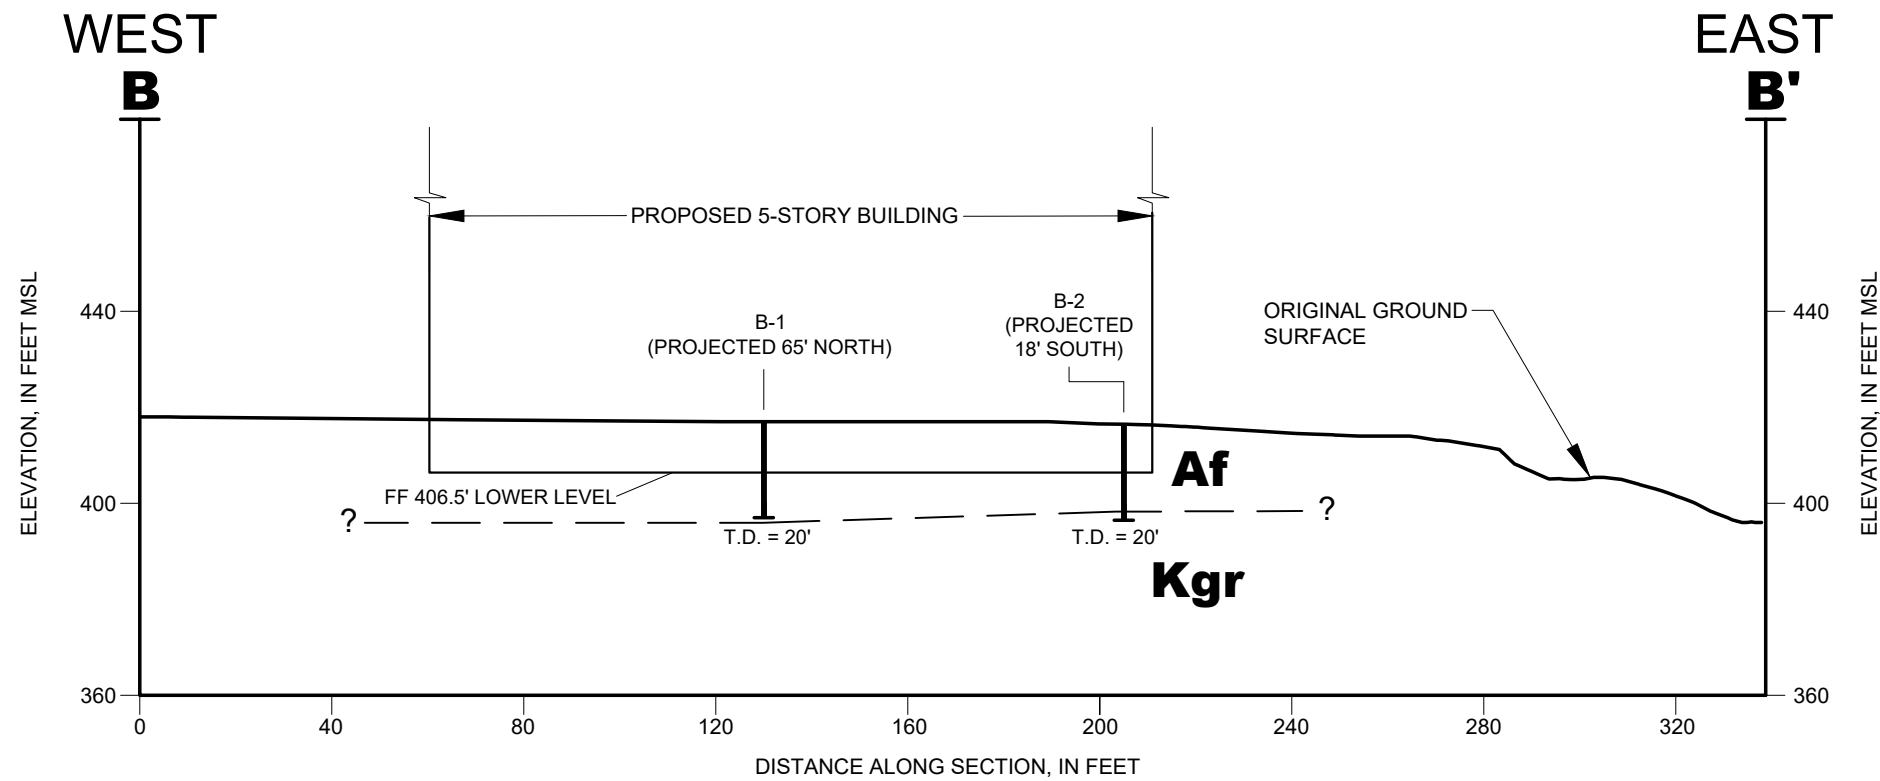 WEST
EAST
B
B'
PROPOSED 5-STORY BUILDING
ELEVATION, IN FEET MSL
440
400
360
B-1
(PROJECTED 65' NORTH)
B-2
(PROJECTED
18' SOUTH)
ORIGINAL GROUND
SURFACE
440
400
360
ELEVATION, IN FEET MSL
Af
FF 406.5' LOWER LEVEL
?
?
T.D. = 20'
T.D. = 20'
Kgr
0
40
80
120
160
200
240
280
320
DISTANCE ALONG SECTION, IN FEET